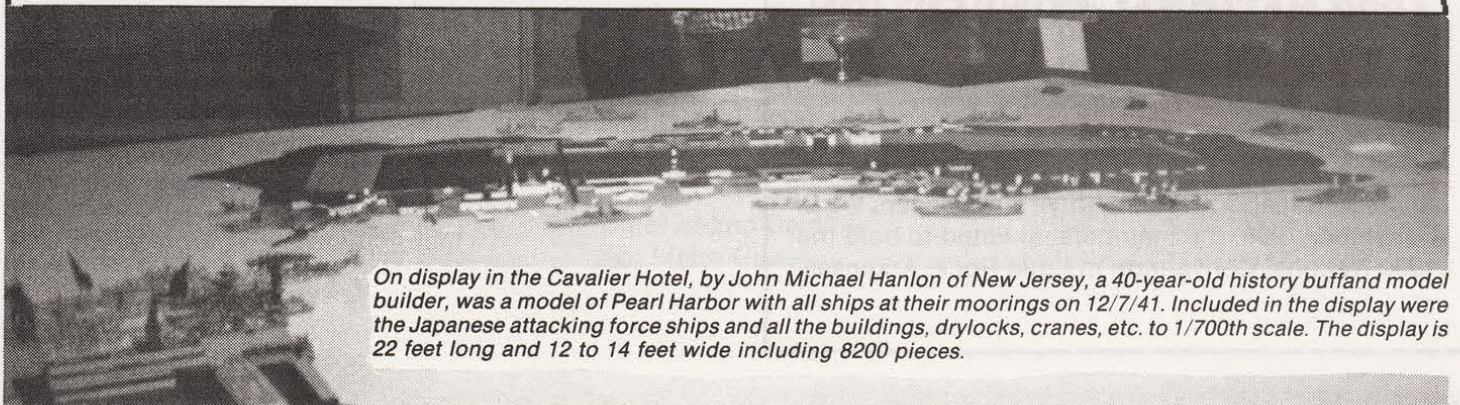 On display in the Cavalier Hotel, by John Michael Hanlon of New Jersey, a 40-year-old history buff and model
builder, was a model of Pearl Harbor with all ships at their moorings on 12/7/41. Included in the display were
the Japanese attacking force ships and all the buildings, drylocks, cranes, etc. to 1/700th scale. The display is
22 feet long and 12 to 14 feet wide including 8200 pieces.